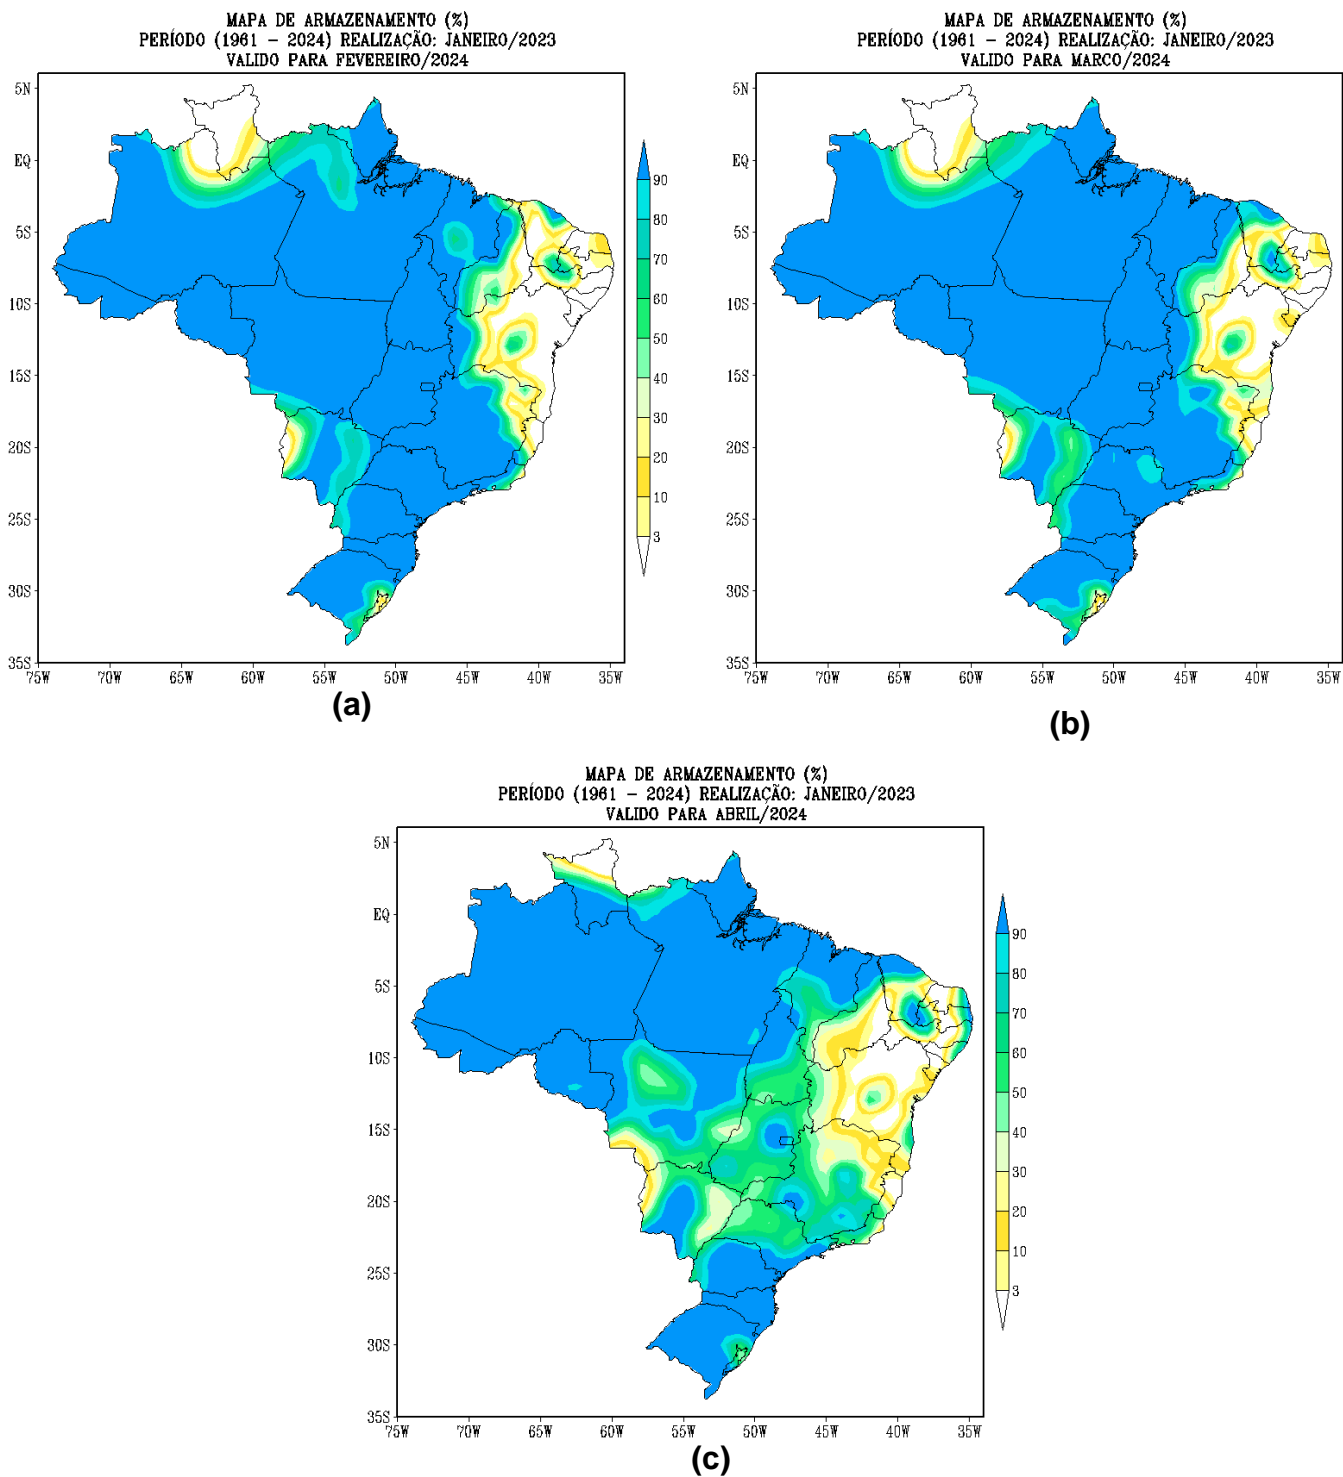 MAPA DE ARMAZENAMENTO (%)
PERÍODO (1961 – 2024) REALIZAÇÃO: JANEIRO/2023
VALIDO PARA FEVEREIRO/2024
5N
EQ
5S
10S
15S
20S
25S
30S
35S
75W 70W 65W 60W 55W 50W 45W 40W 35W
90
80
70
60
50
40
30
20
10
3
(a)
MAPA DE ARMAZENAMENTO (%)
PERÍODO (1961 – 2024) REALIZAÇÃO: JANEIRO/2023
VALIDO PARA MARCO/2024
5N
EQ
5S
10S
15S
20S
25S
30S
35S
75W 70W 65W 60W 55W 50W 45W 40W 35W
(b)
MAPA DE ARMAZENAMENTO (%)
PERÍODO (1961 – 2024) REALIZAÇÃO: JANEIRO/2023
VALIDO PARA ABRIL/2024
5N
EQ
5S
10S
15S
20S
25S
30S
35S
75W 70W 65W 60W 55W 50W 45W 40W 35W
90
80
70
60
50
40
30
20
10
3
(c)